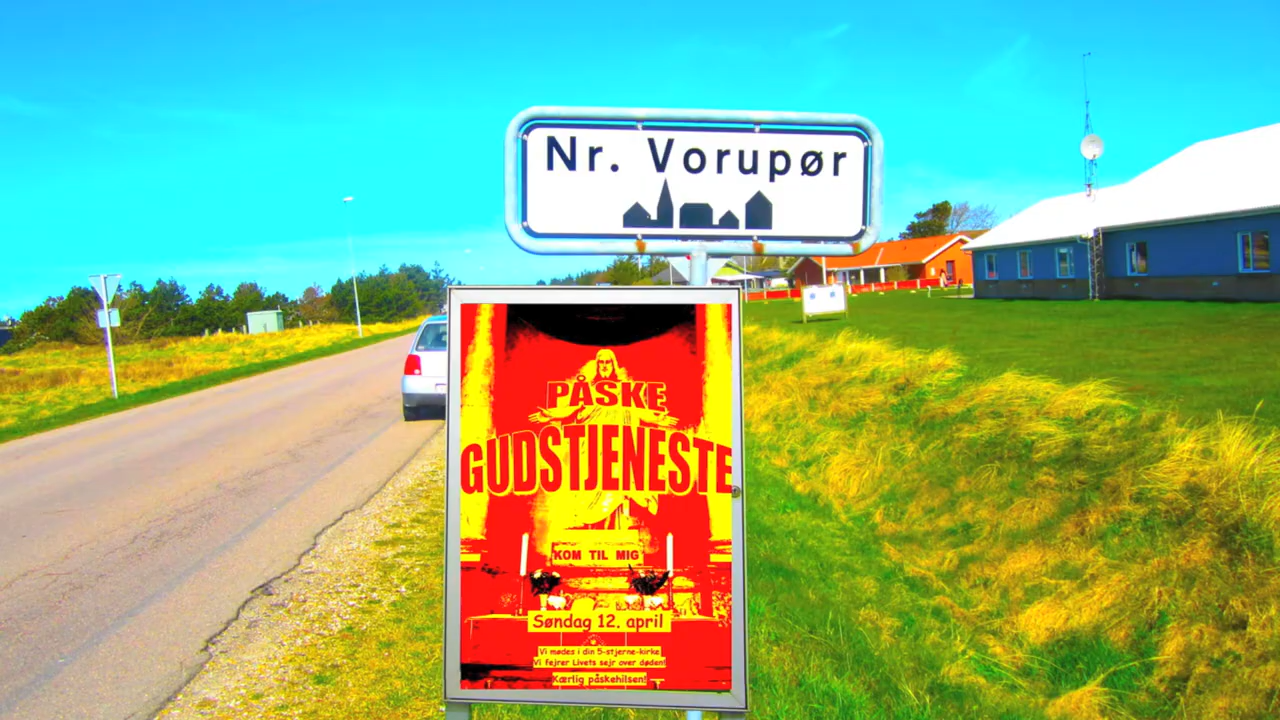 Nr. Vorupør
PÅSKE
GUDSTJENESTE
KOM TIL MIG
Søndag 12. april
Vi mødes i din 5-stjerne-kirke
Vi fejrer Livets sejr over døden!
Kærlig påskehilsen!